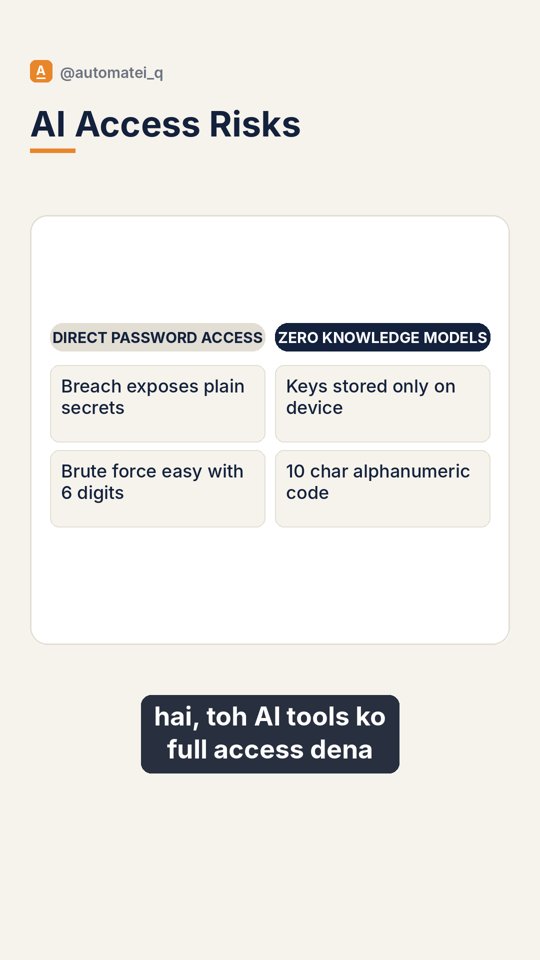 A
@automatei_q
AI Access Risks
DIRECT PASSWORD ACCESS
ZERO KNOWLEDGE MODELS
Breach exposes plain
secrets
Keys stored only on
device
Brute force easy with
6 digits
10 char alphanumeric
code
hai, toh AI tools ko
full access dena